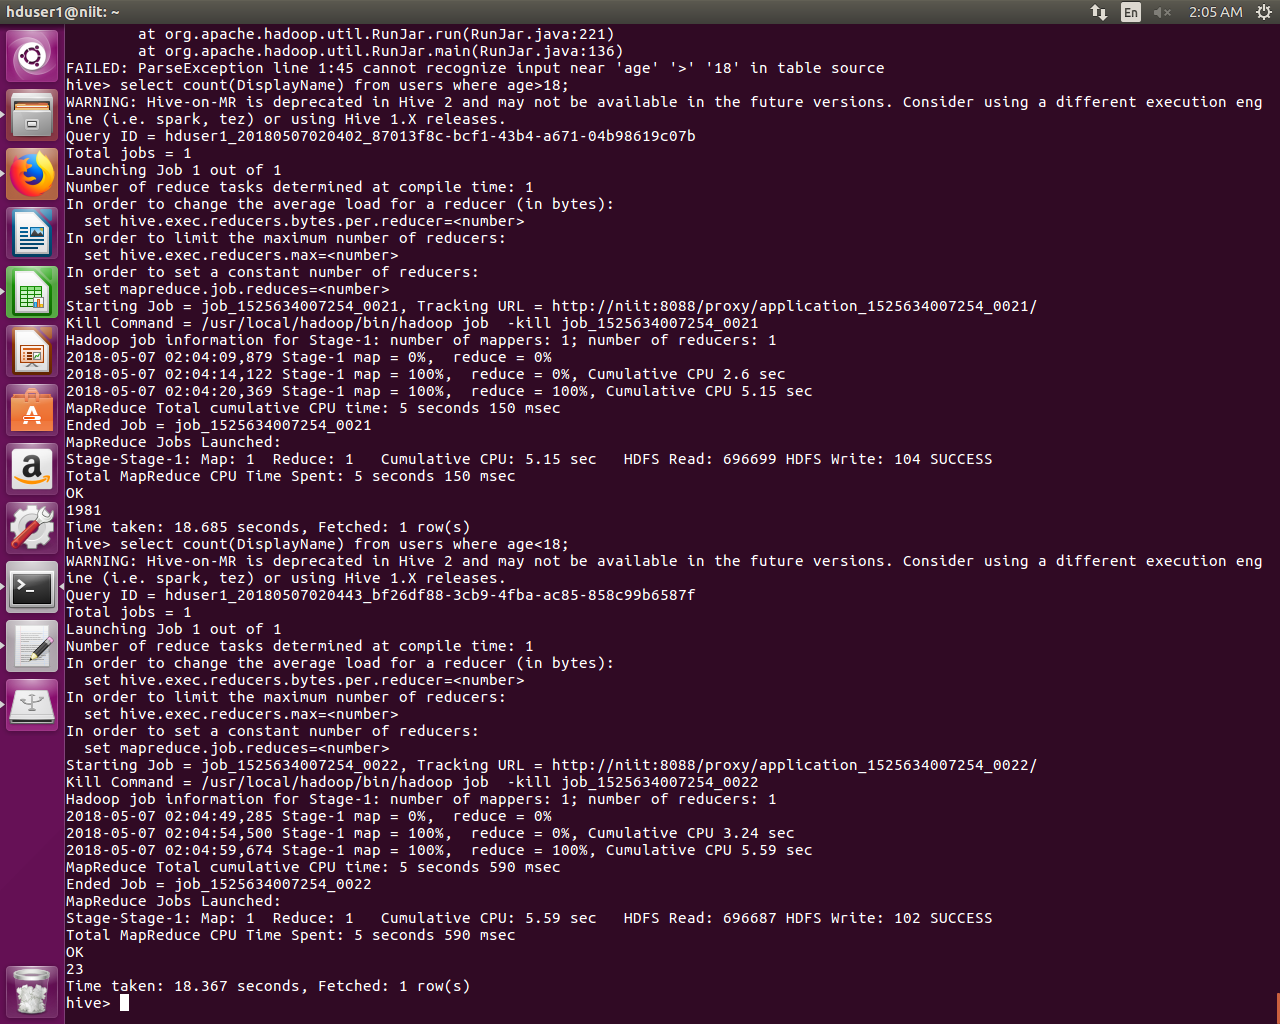 hduser1@niit: ~
En
2:05 AM
        at org.apache.hadoop.util.RunJar.run(RunJar.java:221)
        at org.apache.hadoop.util.RunJar.main(RunJar.java:136)
FAILED: ParseException line 1:45 cannot recognize input near 'age' '>' '18' in table source
hive> select count(DisplayName) from users where age>18;
WARNING: Hive-on-MR is deprecated in Hive 2 and may not be available in the future versions. Consider using a different execution eng
ine (i.e. spark, tez) or using Hive 1.X releases.
Query ID = hduser1_20180507020402_87013f8c-bcf1-43b4-a671-04b98619c07b
Total jobs = 1
Launching Job 1 out of 1
Number of reduce tasks determined at compile time: 1
In order to change the average load for a reducer (in bytes):
  set hive.exec.reducers.bytes.per.reducer=<number>
In order to limit the maximum number of reducers:
  set hive.exec.reducers.max=<number>
In order to set a constant number of reducers:
  set mapreduce.job.reduces=<number>
Starting Job = job_1525634007254_0021, Tracking URL = http://niit:8088/proxy/application_1525634007254_0021/
Kill Command = /usr/local/hadoop/bin/hadoop job  -kill job_1525634007254_0021
Hadoop job information for Stage-1: number of mappers: 1; number of reducers: 1
2018-05-07 02:04:09,879 Stage-1 map = 0%,  reduce = 0%
2018-05-07 02:04:14,122 Stage-1 map = 100%,  reduce = 0%, Cumulative CPU 2.6 sec
2018-05-07 02:04:20,369 Stage-1 map = 100%,  reduce = 100%, Cumulative CPU 5.15 sec
MapReduce Total cumulative CPU time: 5 seconds 150 msec
Ended Job = job_1525634007254_0021
MapReduce Jobs Launched:
Stage-Stage-1: Map: 1  Reduce: 1   Cumulative CPU: 5.15 sec   HDFS Read: 696699 HDFS Write: 104 SUCCESS
Total MapReduce CPU Time Spent: 5 seconds 150 msec
OK
1981
Time taken: 18.685 seconds, Fetched: 1 row(s)
hive> select count(DisplayName) from users where age<18;
WARNING: Hive-on-MR is deprecated in Hive 2 and may not be available in the future versions. Consider using a different execution eng
ine (i.e. spark, tez) or using Hive 1.X releases.
Query ID = hduser1_20180507020443_bf26df88-3cb9-4fba-ac85-858c99b6587f
Total jobs = 1
Launching Job 1 out of 1
Number of reduce tasks determined at compile time: 1
In order to change the average load for a reducer (in bytes):
  set hive.exec.reducers.bytes.per.reducer=<number>
In order to limit the maximum number of reducers:
  set hive.exec.reducers.max=<number>
In order to set a constant number of reducers:
  set mapreduce.job.reduces=<number>
Starting Job = job_1525634007254_0022, Tracking URL = http://niit:8088/proxy/application_1525634007254_0022/
Kill Command = /usr/local/hadoop/bin/hadoop job  -kill job_1525634007254_0022
Hadoop job information for Stage-1: number of mappers: 1; number of reducers: 1
2018-05-07 02:04:49,285 Stage-1 map = 0%,  reduce = 0%
2018-05-07 02:04:54,500 Stage-1 map = 100%,  reduce = 0%, Cumulative CPU 3.24 sec
2018-05-07 02:04:59,674 Stage-1 map = 100%,  reduce = 100%, Cumulative CPU 5.59 sec
MapReduce Total cumulative CPU time: 5 seconds 590 msec
Ended Job = job_1525634007254_0022
MapReduce Jobs Launched:
Stage-Stage-1: Map: 1  Reduce: 1   Cumulative CPU: 5.59 sec   HDFS Read: 696687 HDFS Write: 102 SUCCESS
Total MapReduce CPU Time Spent: 5 seconds 590 msec
OK
23
Time taken: 18.367 seconds, Fetched: 1 row(s)
hive>